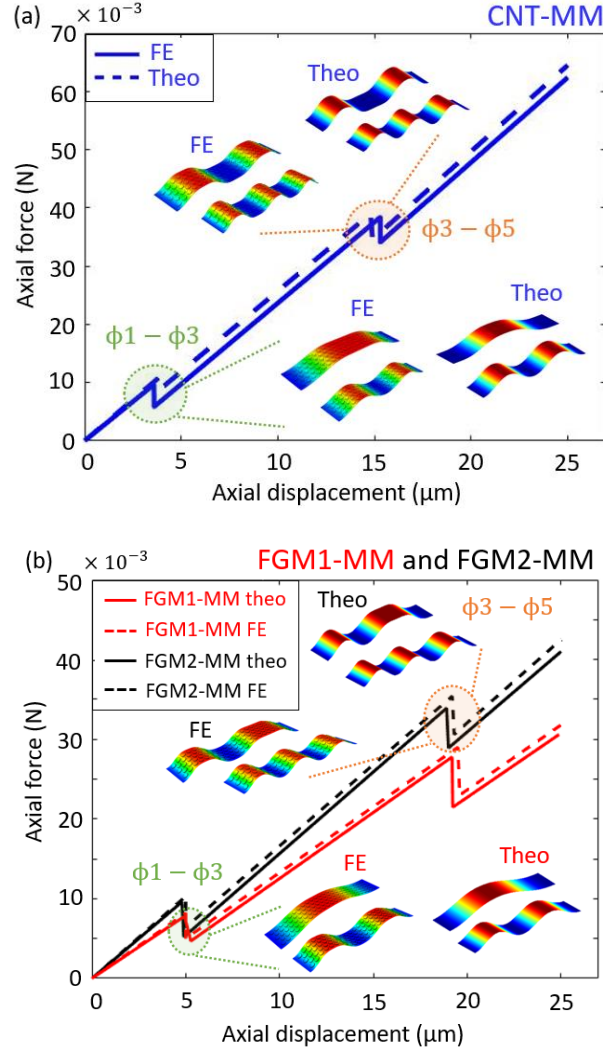 (a)
× 10⁻³
CNT-MM
70
60
50
40
30
20
10
0
Axial force (N)
FE
Theo
Theo
FE
ϕ3 − ϕ5
FE
Theo
ϕ1 − ϕ3
0 5 10 15 20 25
Axial displacement (μm)
(b)
× 10⁻³
FGM1-MM and FGM2-MM
50
40
30
20
10
0
Axial force (N)
FGM1-MM theo
FGM1-MM FE
FGM2-MM theo
FGM2-MM FE
Theo
ϕ3 − ϕ5
FE
ϕ1 − ϕ3
FE
Theo
0 5 10 15 20 25
Axial displacement (μm)